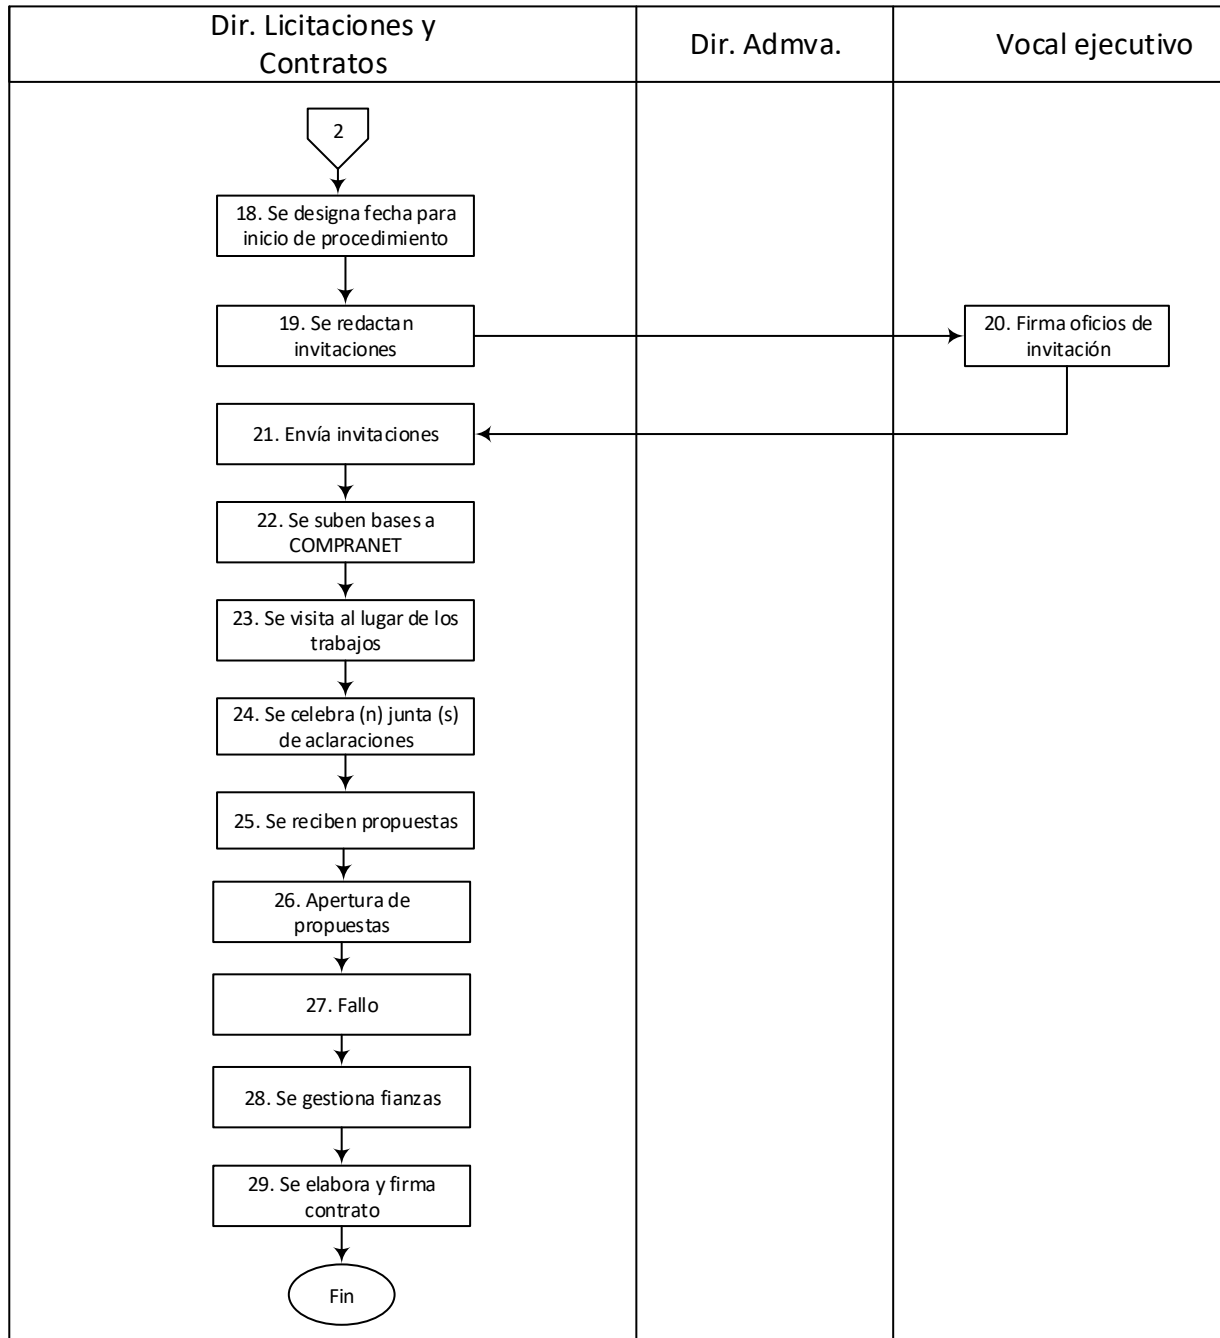 Dir. Licitaciones y
Contratos
Dir. Admva.
Vocal ejecutivo
2
18. Se designa fecha para
inicio de procedimiento
19. Se redactan
invitaciones
20. Firma oficios de
invitación
21. Envía invitaciones
22. Se suben bases a
COMPRANET
23. Se visita al lugar de los
trabajos
24. Se celebra (n) junta (s)
de aclaraciones
25. Se reciben propuestas
26. Apertura de
propuestas
27. Fallo
28. Se gestiona fianzas
29. Se elabora y firma
contrato
Fin